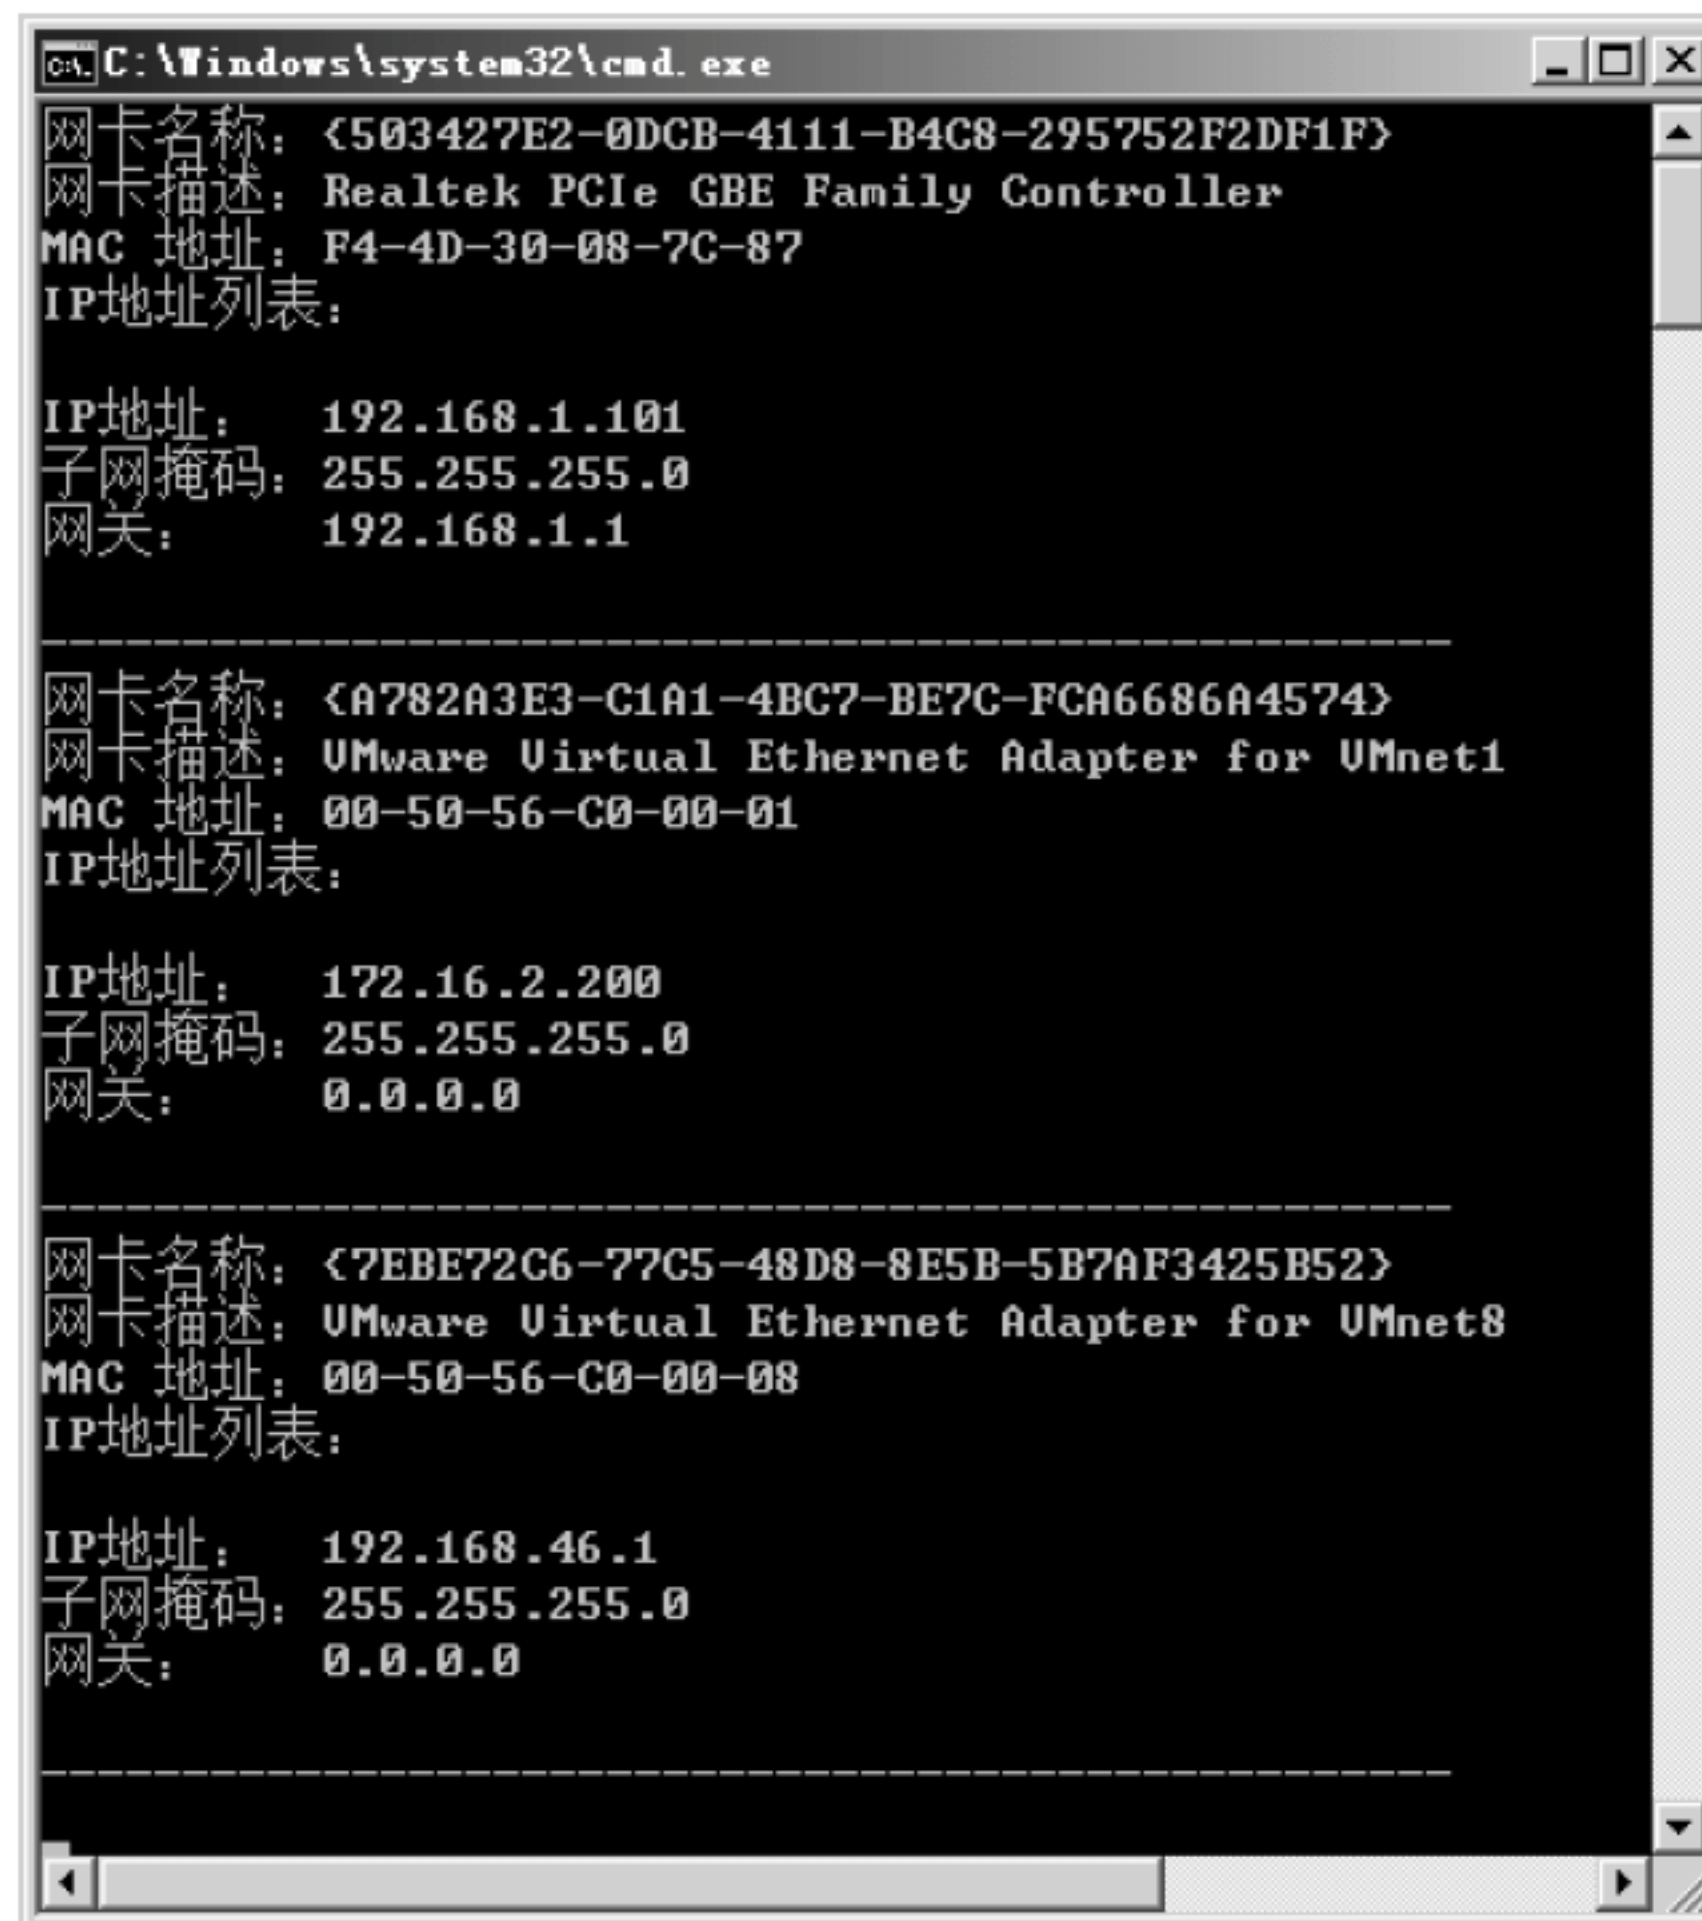 C:\Windows\system32\cmd.exe
网卡名称：{503427E2-0DCB-4111-B4C8-295752F2DF1F}
网卡描述：Realtek PCIe GBE Family Controller
MAC 地址：F4-4D-30-08-7C-87
IP地址列表：
IP地址： 192.168.1.101
子网掩码：255.255.255.0
网关： 192.168.1.1
--------------------------------------------------
网卡名称：{A782A3E3-C1A1-4BC7-BE7C-FCA6686A4574}
网卡描述：VMware Virtual Ethernet Adapter for VMnet1
MAC 地址：00-50-56-C0-00-01
IP地址列表：
IP地址： 172.16.2.200
子网掩码：255.255.255.0
网关： 0.0.0.0
--------------------------------------------------
网卡名称：{7EBE72C6-77C5-48D8-8E5B-5B7AF3425B52}
网卡描述：VMware Virtual Ethernet Adapter for VMnet8
MAC 地址：00-50-56-C0-00-08
IP地址列表：
IP地址： 192.168.46.1
子网掩码：255.255.255.0
网关： 0.0.0.0
--------------------------------------------------